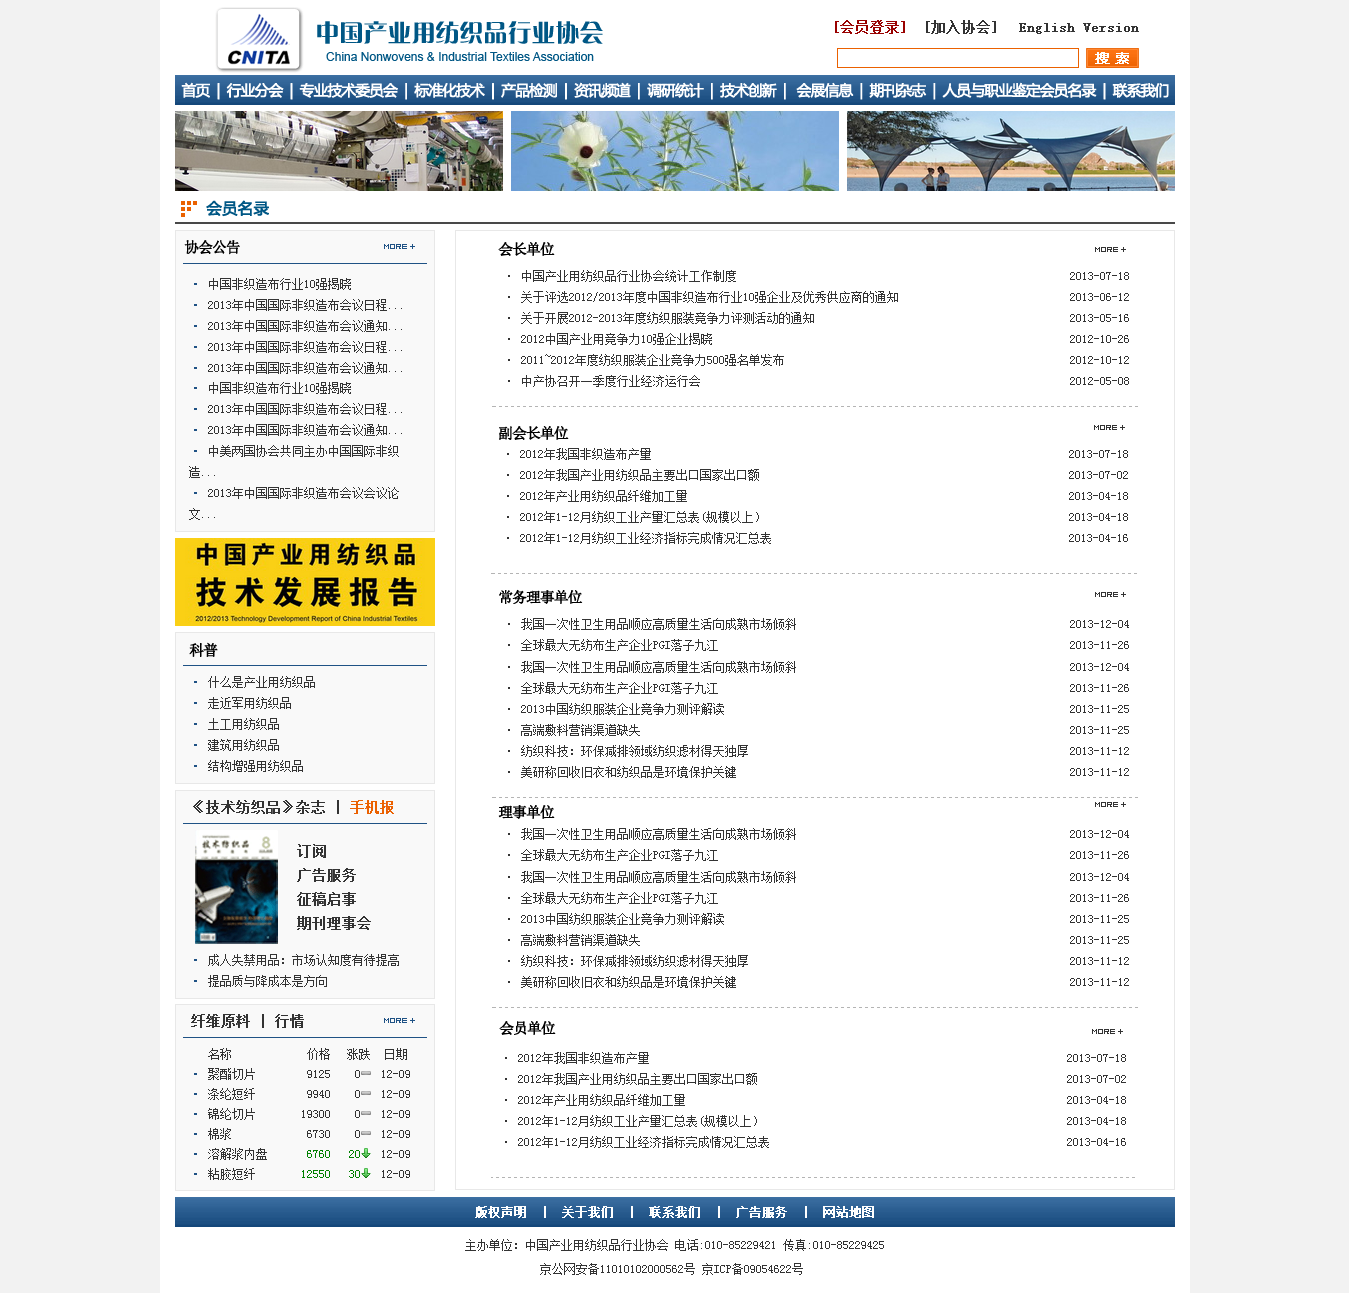 CNITA
中国产业用纺织品行业协会
China Nonwovens & Industrial Textiles Association
[会员登录] [加入协会] English Version
搜 索
首页 | 行业分会 | 专业技术委员会 | 标准化技术 | 产品检测 | 资讯频道 | 调研统计 | 技术创新 | 会展信息 | 期刊杂志 | 人员与职业鉴定会员名录 | 联系我们
会员名录
协会公告 MORE+
· 中国非织造布行业10强揭晓
· 2013年中国国际非织造布会议日程...
· 2013年中国国际非织造布会议通知...
· 2013年中国国际非织造布会议日程...
· 2013年中国国际非织造布会议通知...
· 中国非织造布行业10强揭晓
· 2013年中国国际非织造布会议日程...
· 2013年中国国际非织造布会议通知...
· 中美两国协会共同主办中国国际非织
造...
· 2013年中国国际非织造布会议会议论
文...
中国产业用纺织品
技术发展报告
2012/2013 Technology Development Report of China Industrial Textiles
科普
· 什么是产业用纺织品
· 走近军用纺织品
· 土工用纺织品
· 建筑用纺织品
· 结构增强用纺织品
《技术纺织品》杂志 | 手机报
技术纺织品 8
订阅
广告服务
征稿启事
期刊理事会
· 成人失禁用品：市场认知度有待提高
· 提品质与降成本是方向
纤维原料 | 行情 MORE+
名称 价格 涨跌 日期
· 聚酯切片 9125 0 12-09
· 涤纶短纤 9940 0 12-09
· 锦纶切片 19300 0 12-09
· 棉浆 6730 0 12-09
· 溶解浆内盘 6760 20 12-09
· 粘胶短纤 12550 30 12-09
会长单位 MORE+
· 中国产业用纺织品行业协会统计工作制度 2013-07-18
· 关于评选2012/2013年度中国非织造布行业10强企业及优秀供应商的通知 2013-06-12
· 关于开展2012-2013年度纺织服装竞争力评测活动的通知 2013-05-16
· 2012中国产业用竞争力10强企业揭晓 2012-10-26
· 2011~2012年度纺织服装企业竞争力500强名单发布 2012-10-12
· 中产协召开一季度行业经济运行会 2012-05-08
副会长单位 MORE+
· 2012年我国非织造布产量 2013-07-18
· 2012年我国产业用纺织品主要出口国家出口额 2013-07-02
· 2012年产业用纺织品纤维加工量 2013-04-18
· 2012年1-12月纺织工业产量汇总表(规模以上) 2013-04-18
· 2012年1-12月纺织工业经济指标完成情况汇总表 2013-04-16
常务理事单位 MORE+
· 我国一次性卫生用品顺应高质量生活向成熟市场倾斜 2013-12-04
· 全球最大无纺布生产企业PGI落子九江 2013-11-26
· 我国一次性卫生用品顺应高质量生活向成熟市场倾斜 2013-12-04
· 全球最大无纺布生产企业PGI落子九江 2013-11-26
· 2013中国纺织服装企业竞争力测评解读 2013-11-25
· 高端敷料营销渠道缺失 2013-11-25
· 纺织科技：环保减排领域纺织滤材得天独厚 2013-11-12
· 美研称回收旧衣和纺织品是环境保护关键 2013-11-12
理事单位 MORE+
· 我国一次性卫生用品顺应高质量生活向成熟市场倾斜 2013-12-04
· 全球最大无纺布生产企业PGI落子九江 2013-11-26
· 我国一次性卫生用品顺应高质量生活向成熟市场倾斜 2013-12-04
· 全球最大无纺布生产企业PGI落子九江 2013-11-26
· 2013中国纺织服装企业竞争力测评解读 2013-11-25
· 高端敷料营销渠道缺失 2013-11-25
· 纺织科技：环保减排领域纺织滤材得天独厚 2013-11-12
· 美研称回收旧衣和纺织品是环境保护关键 2013-11-12
会员单位 MORE+
· 2012年我国非织造布产量 2013-07-18
· 2012年我国产业用纺织品主要出口国家出口额 2013-07-02
· 2012年产业用纺织品纤维加工量 2013-04-18
· 2012年1-12月纺织工业产量汇总表(规模以上) 2013-04-18
· 2012年1-12月纺织工业经济指标完成情况汇总表 2013-04-16
版权声明 | 关于我们 | 联系我们 | 广告服务 | 网站地图
主办单位：中国产业用纺织品行业协会 电话:010-85229421 传真:010-85229425
京公网安备11010102000562号 京ICP备09054622号